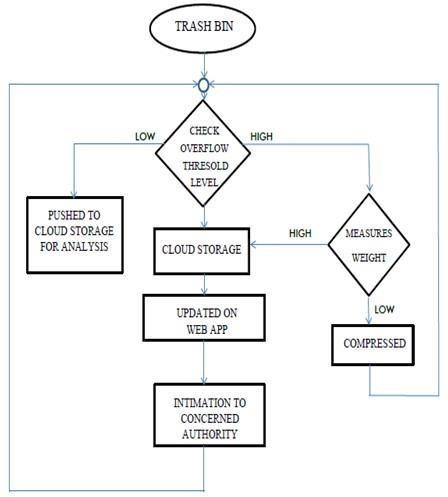 TRASH BIN
LOW
CHECK
HIGH
OVERFLOW
THRESOLD
LEVEL
PUSHED TO
CLOUD STORAGE
FOR ANALYSIS
CLOUD STORAGE
HIGH
MEASURES
WEIGHT
LOW
UPDATED ON
WEB APP
COMPRESSED
INTIMATION TO
CONCERNED
AUTHORITY